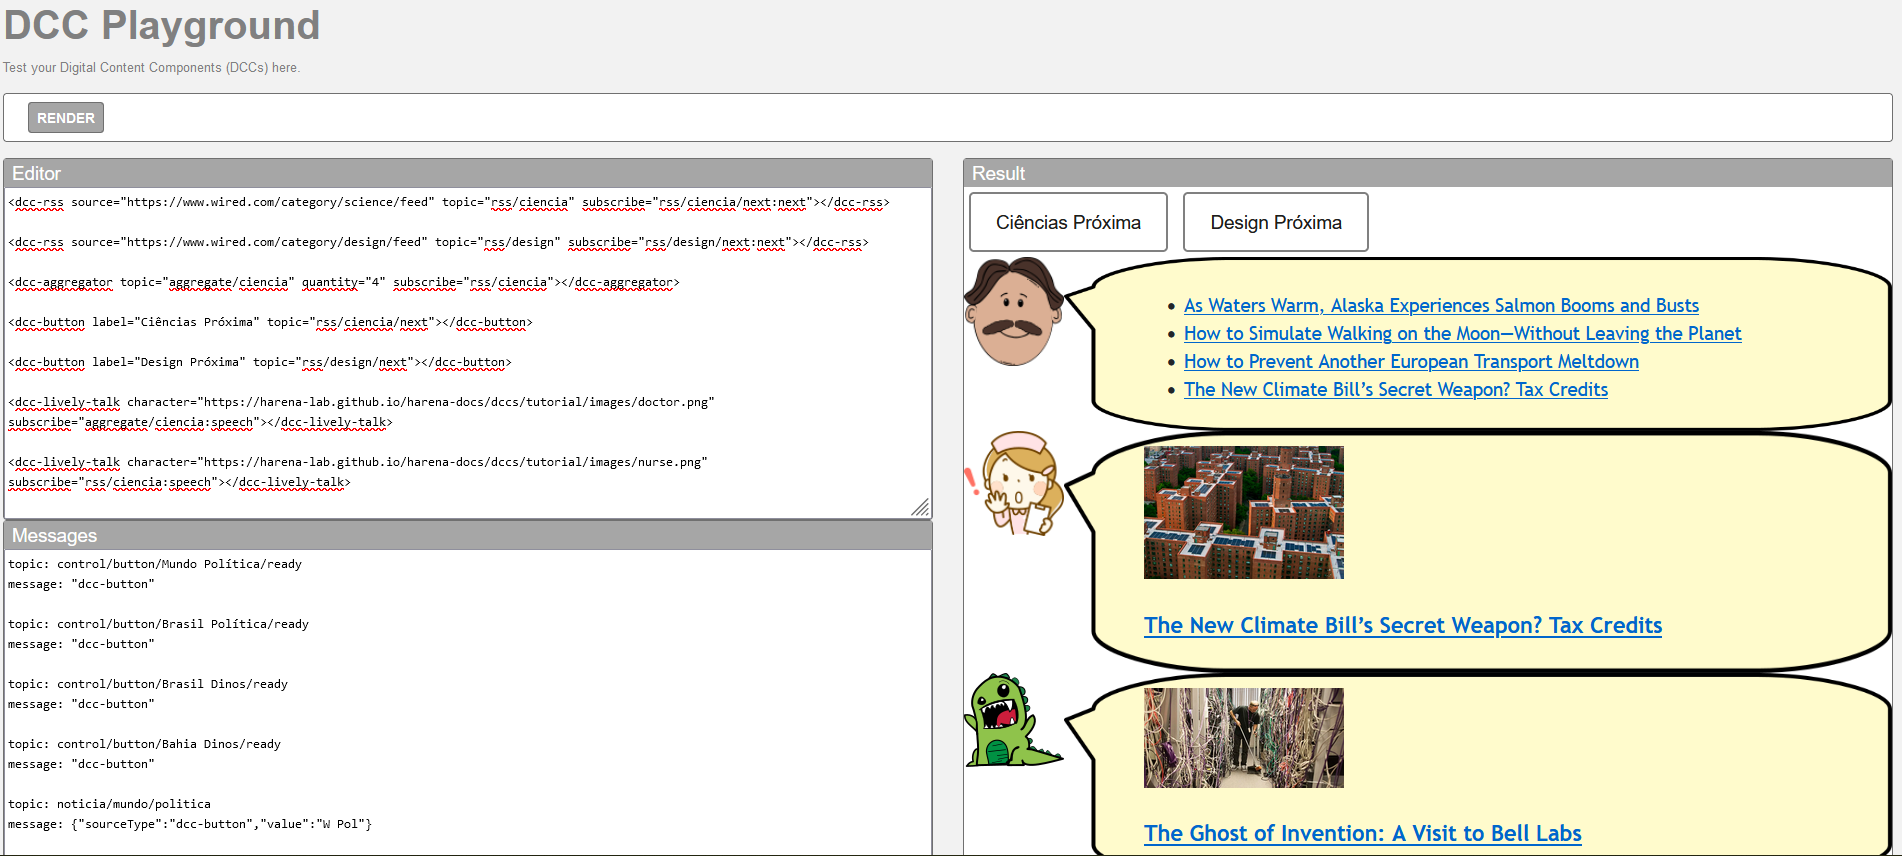 DCC Playground
Test your Digital Content Components (DCCs) here.
RENDER
Editor
<dcc-rss source="https://www.wired.com/category/science/feed" topic="rss/ciencia" subscribe="rss/ciencia/next:next"></dcc-rss>
<dcc-rss source="https://www.wired.com/category/design/feed" topic="rss/design" subscribe="rss/design/next:next"></dcc-rss>
<dcc-aggregator topic="aggregate/ciencia" quantity="4" subscribe="rss/ciencia"></dcc-aggregator>
<dcc-button label="Ciências Próxima" topic="rss/ciencia/next"></dcc-button>
<dcc-button label="Design Próxima" topic="rss/design/next"></dcc-button>
<dcc-lively-talk character="https://harena-lab.github.io/harena-docs/dccs/tutorial/images/doctor.png"
subscribe="aggregate/ciencia:speech"></dcc-lively-talk>
<dcc-lively-talk character="https://harena-lab.github.io/harena-docs/dccs/tutorial/images/nurse.png"
subscribe="rss/ciencia:speech"></dcc-lively-talk>
Messages
topic: control/button/Mundo Política/ready
message: "dcc-button"
topic: control/button/Brasil Política/ready
message: "dcc-button"
topic: control/button/Brasil Dinos/ready
message: "dcc-button"
topic: control/button/Bahia Dinos/ready
message: "dcc-button"
topic: noticia/mundo/politica
message: {"sourceType":"dcc-button","value":"W Pol"}
Result
Ciências Próxima
Design Próxima
• As Waters Warm, Alaska Experiences Salmon Booms and Busts
• How to Simulate Walking on the Moon—Without Leaving the Planet
• How to Prevent Another European Transport Meltdown
• The New Climate Bill’s Secret Weapon? Tax Credits
The New Climate Bill’s Secret Weapon? Tax Credits
The Ghost of Invention: A Visit to Bell Labs